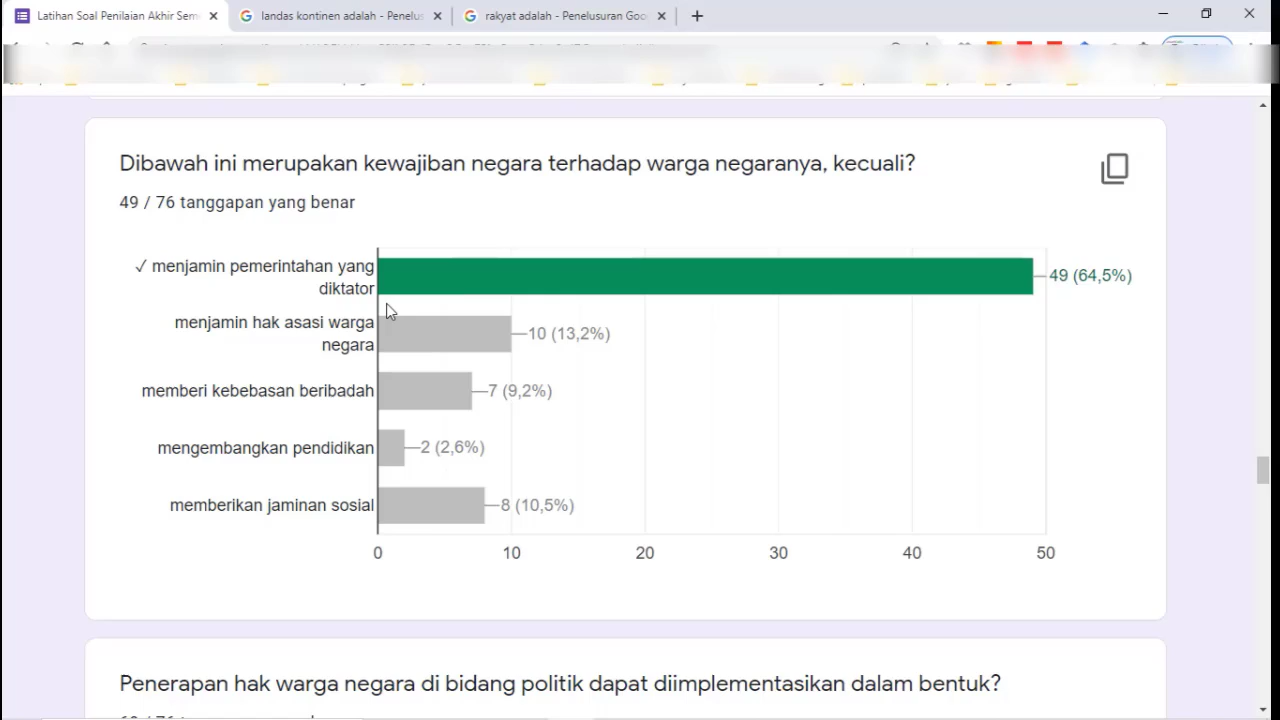 Latihan Soal Penilaian Akhir Sem
landas kontinen adalah - Penelus
rakyat adalah - Penelusuran Goo
Dibawah ini merupakan kewajiban negara terhadap warga negaranya, kecuali?
49 / 76 tanggapan yang benar
✓ menjamin pemerintahan yang
diktator
49 (64,5%)
menjamin hak asasi warga
negara
10 (13,2%)
memberi kebebasan beribadah
7 (9,2%)
mengembangkan pendidikan
2 (2,6%)
memberikan jaminan sosial
8 (10,5%)
0 10 20 30 40 50
Penerapan hak warga negara di bidang politik dapat diimplementasikan dalam bentuk?